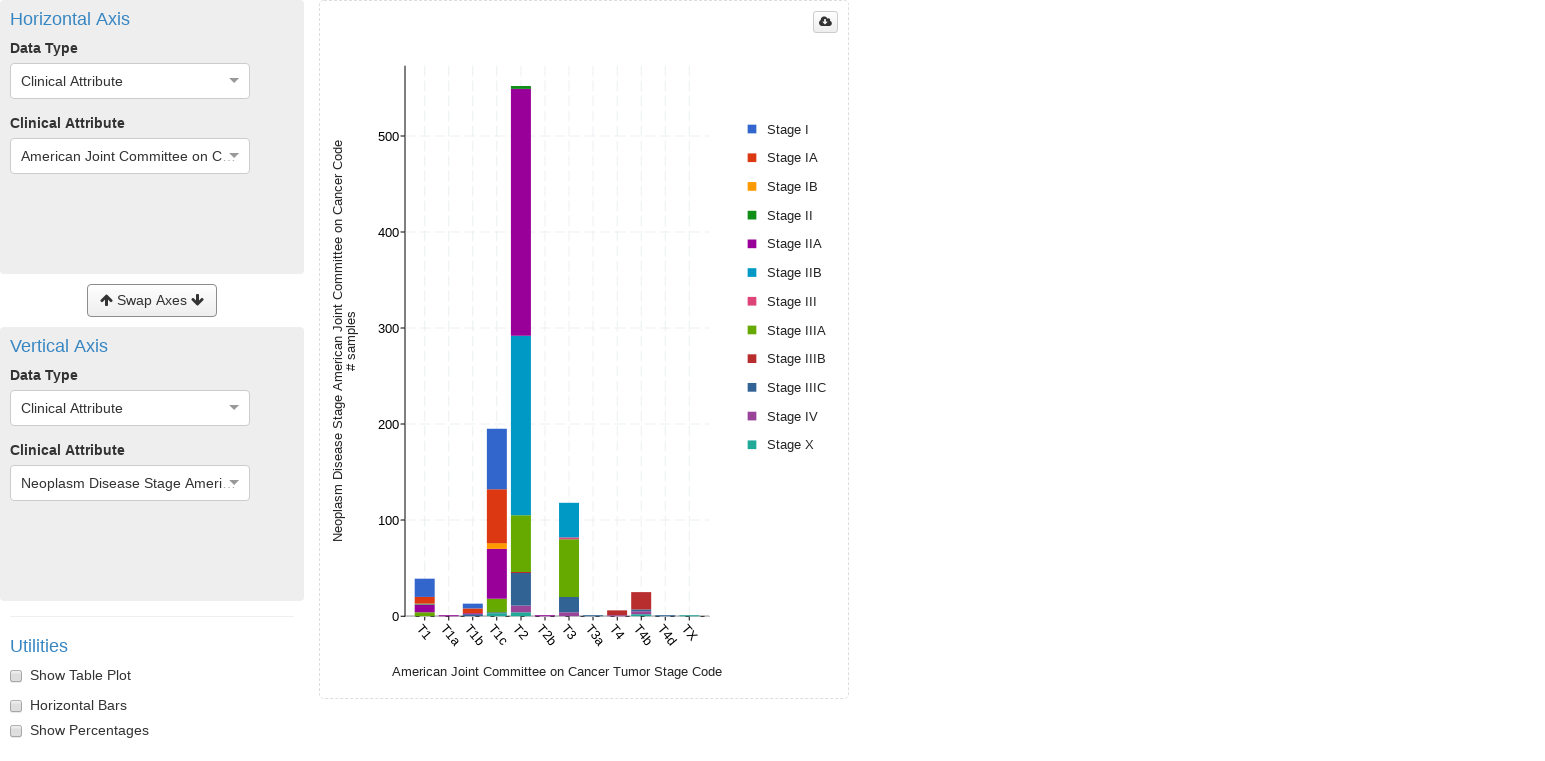 Horizontal Axis
Data Type
Clinical Attribute
Clinical Attribute
American Joint Committee on C...
Swap Axes
Vertical Axis
Data Type
Clinical Attribute
Clinical Attribute
Neoplasm Disease Stage Ameri...
Utilities
Show Table Plot
Horizontal Bars
Show Percentages
Neoplasm Disease Stage American Joint Committee on Cancer Code
# samples
500
400
300
200
100
0
T1
T1a
T1b
T1c
T2
T2b
T3
T3a
T4
T4b
T4d
TX
American Joint Committee on Cancer Tumor Stage Code
Stage I
Stage IA
Stage IB
Stage II
Stage IIA
Stage IIB
Stage III
Stage IIIA
Stage IIIB
Stage IIIC
Stage IV
Stage X